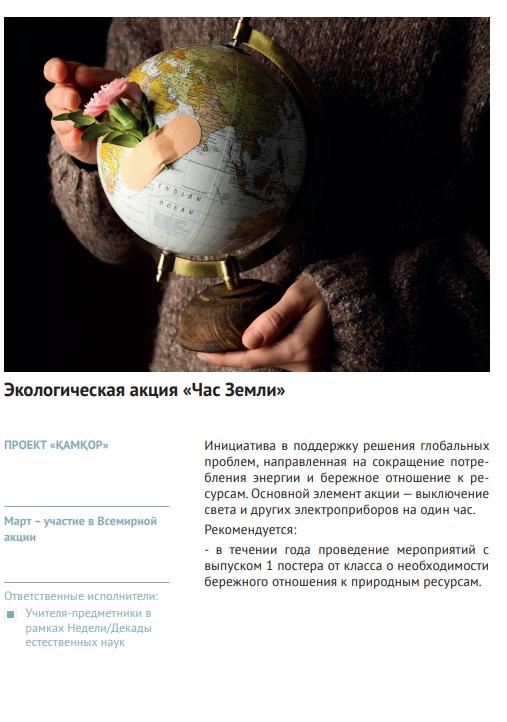 INDIAN
OCEAN
Экологическая акция «Час Земли»
ПРОЕКТ «ҚАМҚОР»
Март – участие в Всемирной
акции
Ответственные исполнители:
Учителя-предметники в
рамках Недели/Декады
естественных наук
Инициатива в поддержку решения глобальных
проблем, направленная на сокращение потре-
бления энергии и бережное отношение к ре-
сурсам. Основной элемент акции — выключение
света и других электроприборов на один час.
Рекомендуется:
- в течении года проведение мероприятий с
выпуском 1 постера от класса о необходимости
бережного отношения к природным ресурсам.